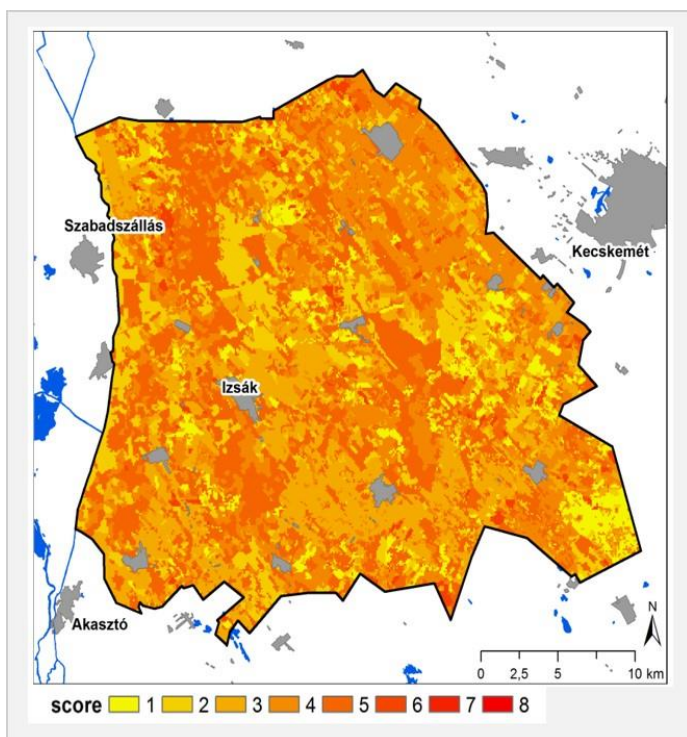 Szabadszállás
Kecskemét
Izsák
Akasztó
N
0 2,5 5 10 km
score 1 2 3 4 5 6 7 8